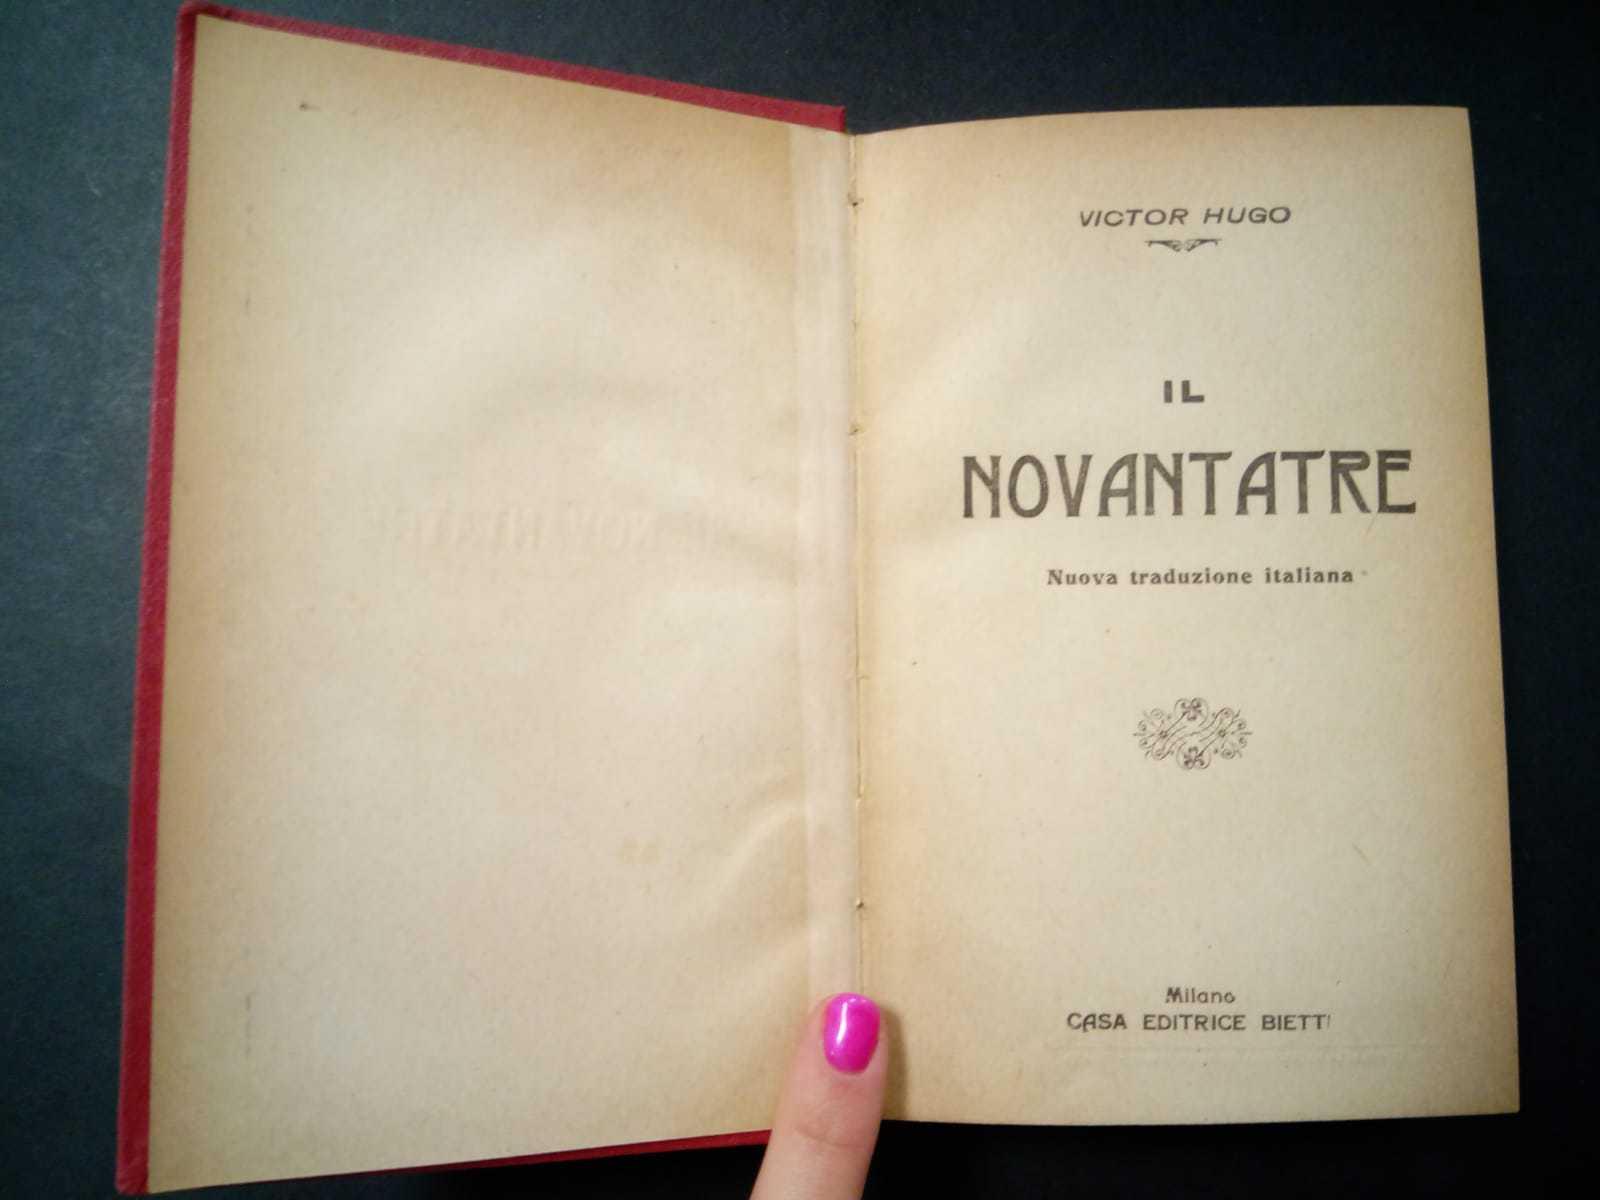 VICTOR HUGO
IL
NOVANTATRE
Nuova traduzione italiana
Milano
CASA EDITRICE BIETTI